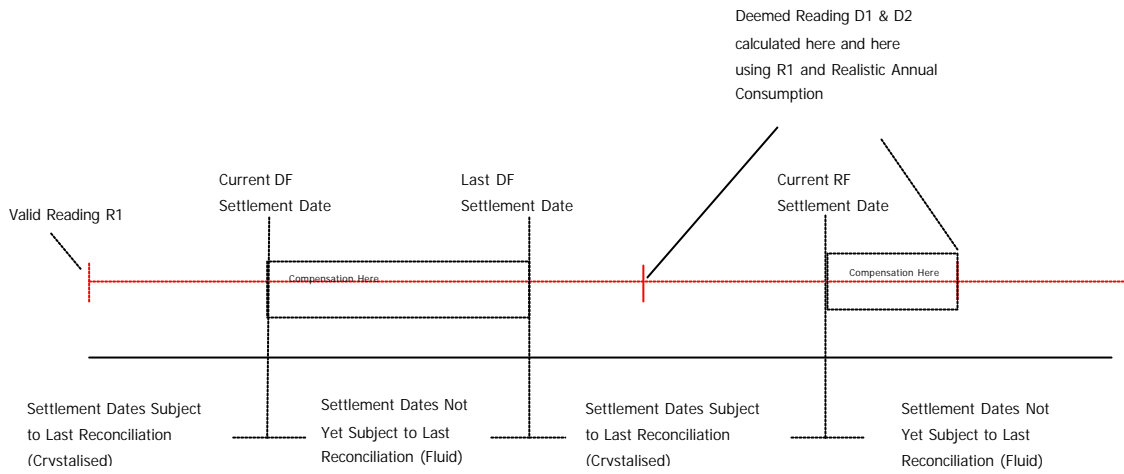 Deemed Reading D1 & D2
calculated here and here
using R1 and Realistic Annual
Consumption
Current DF
Settlement Date
Last DF
Settlement Date
Current RF
Settlement Date
Valid Reading R1
Compensation Here
Compensation Here
Settlement Dates Subject
to Last Reconciliation
(Crystalised)
Settlement Dates Not
Yet Subject to Last
Reconciliation (Fluid)
Settlement Dates Subject
to Last Reconciliation
(Crystalised)
Settlement Dates Not
Yet Subject to Last
Reconciliation (Fluid)